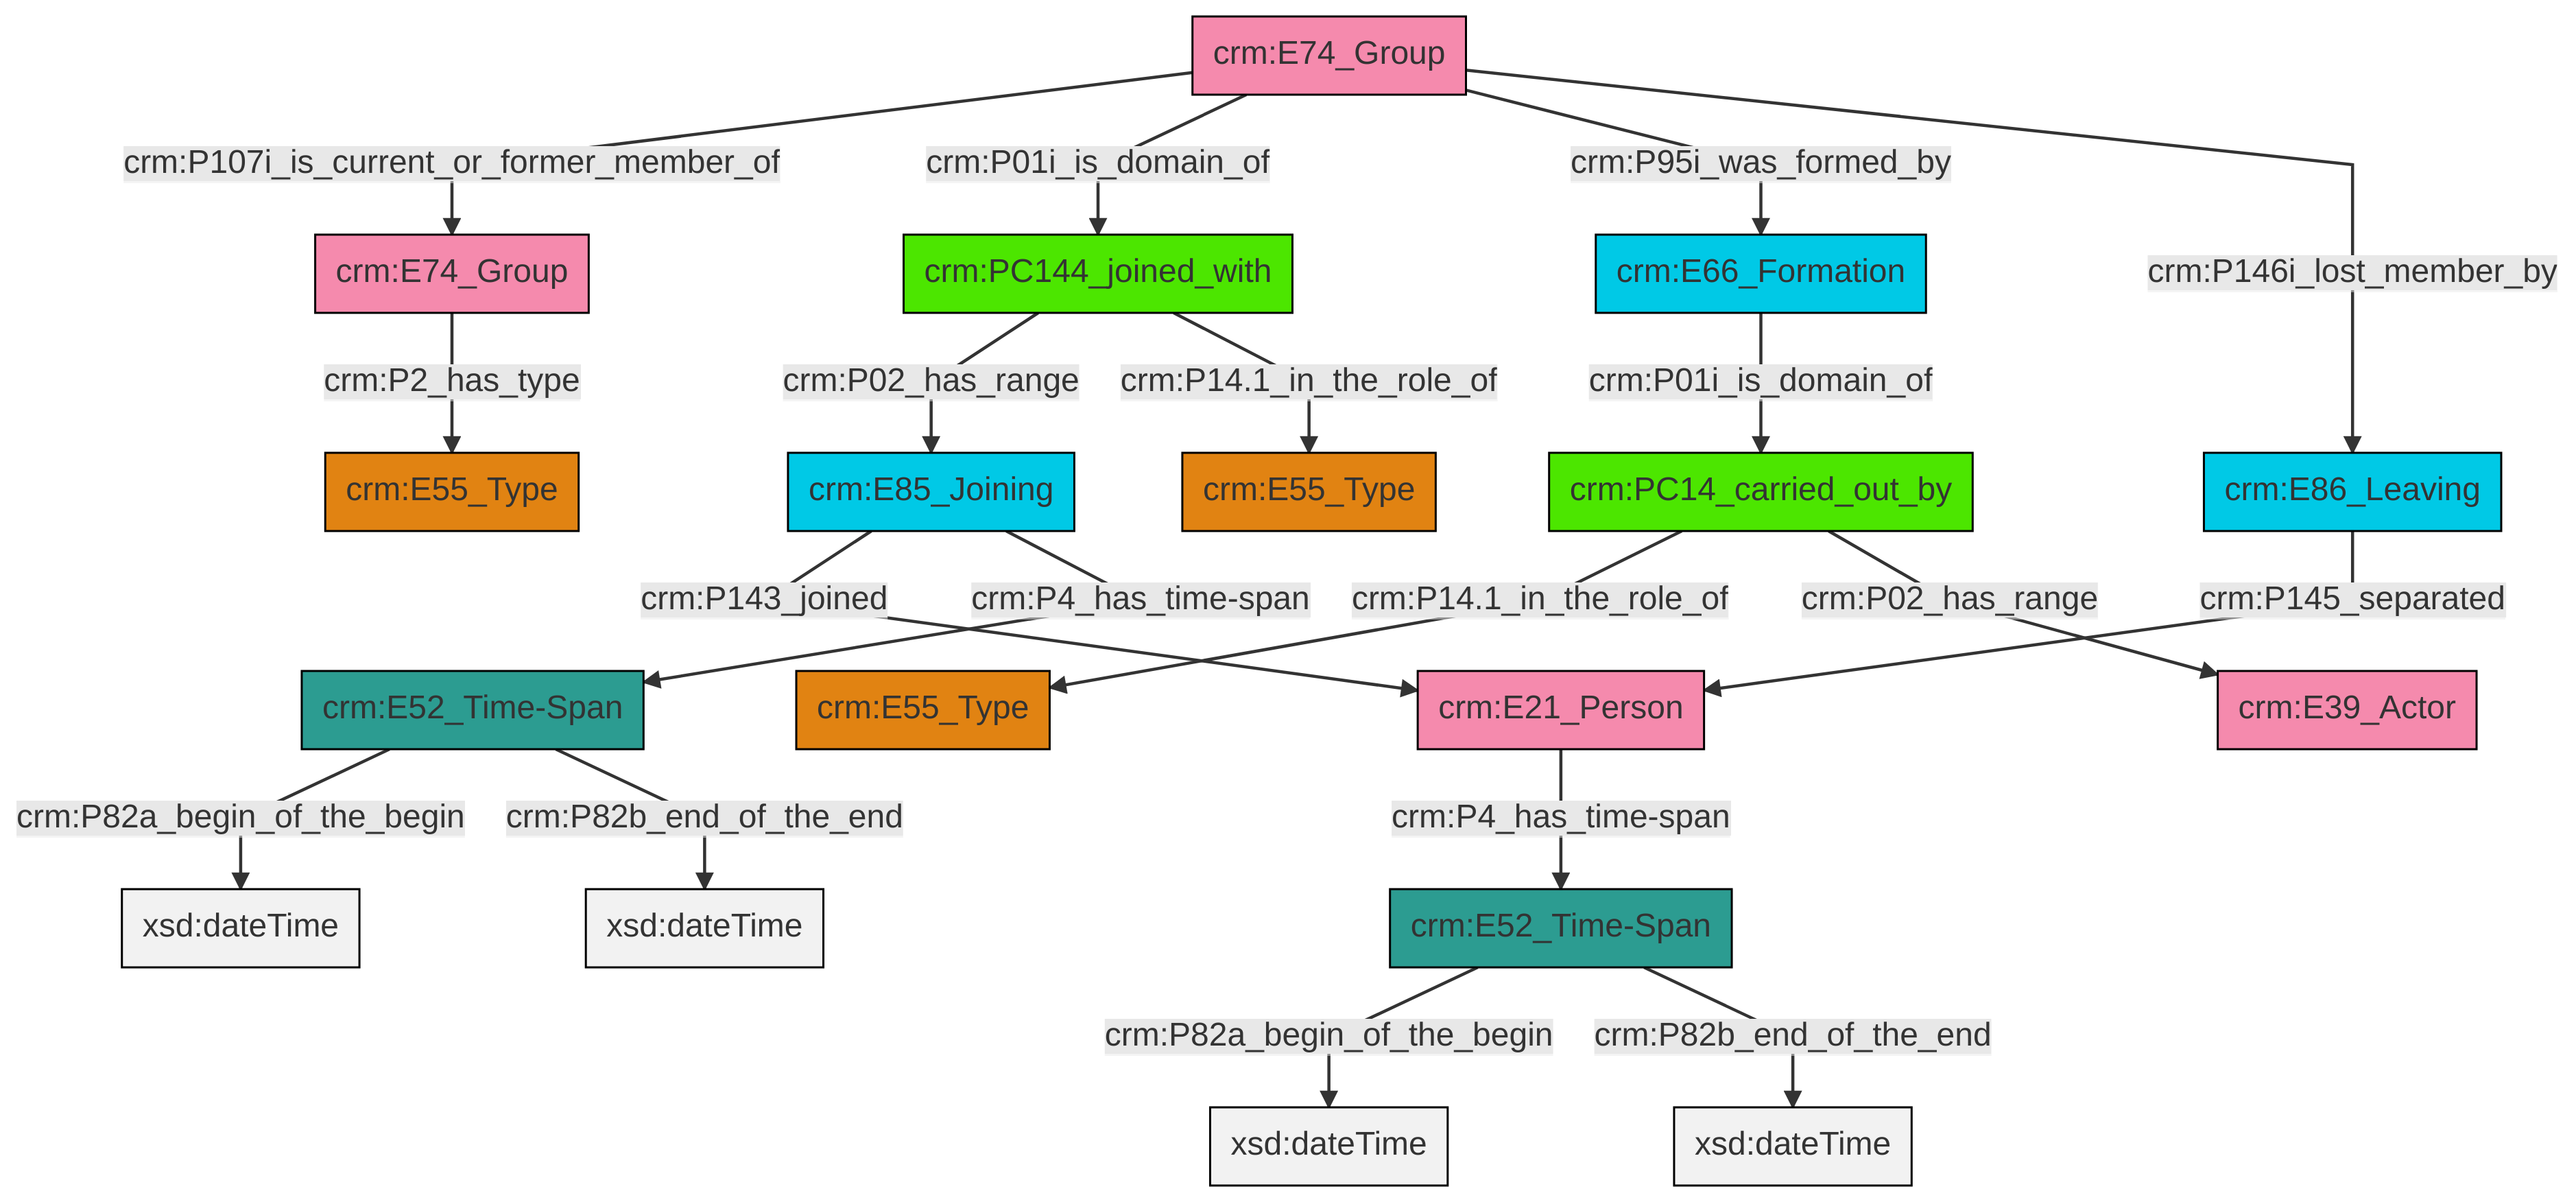 crm:E74_Group
crm:P107i_is_current_or_former_member_of
crm:P01i_is_domain_of
crm:P95i_was_formed_by
crm:E74_Group
crm:PC144_joined_with
crm:E66_Formation
crm:P146i_lost_member_by
crm:P2_has_type
crm:P02_has_range
crm:P14.1_in_the_role_of
crm:P01i_is_domain_of
crm:E55_Type
crm:E85_Joining
crm:E55_Type
crm:PC14_carried_out_by
crm:E86_Leaving
crm:P143_joined
crm:P4_has_time-span
crm:P14.1_in_the_role_of
crm:P02_has_range
crm:P145_separated
crm:E52_Time-Span
crm:E55_Type
crm:E21_Person
crm:E39_Actor
crm:P82a_begin_of_the_begin
crm:P82b_end_of_the_end
crm:P4_has_time-span
xsd:dateTime
xsd:dateTime
crm:E52_Time-Span
crm:P82a_begin_of_the_begin
crm:P82b_end_of_the_end
xsd:dateTime
xsd:dateTime